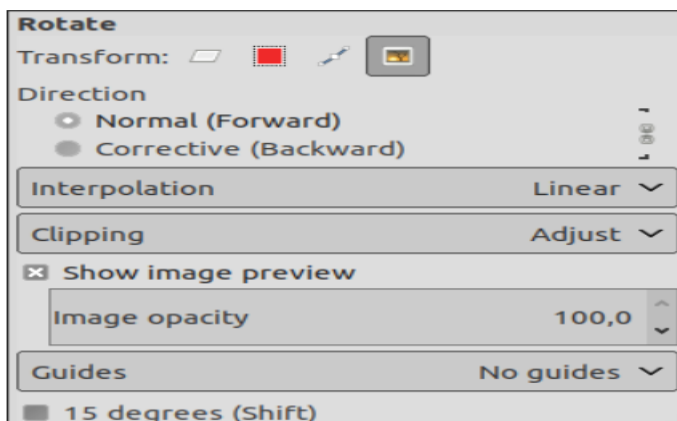 Rotate
Transform:
Direction
Normal (Forward)
Corrective (Backward)
Interpolation Linear
Clipping Adjust
Show image preview
Image opacity 100,0
Guides No guides
15 degrees (Shift)